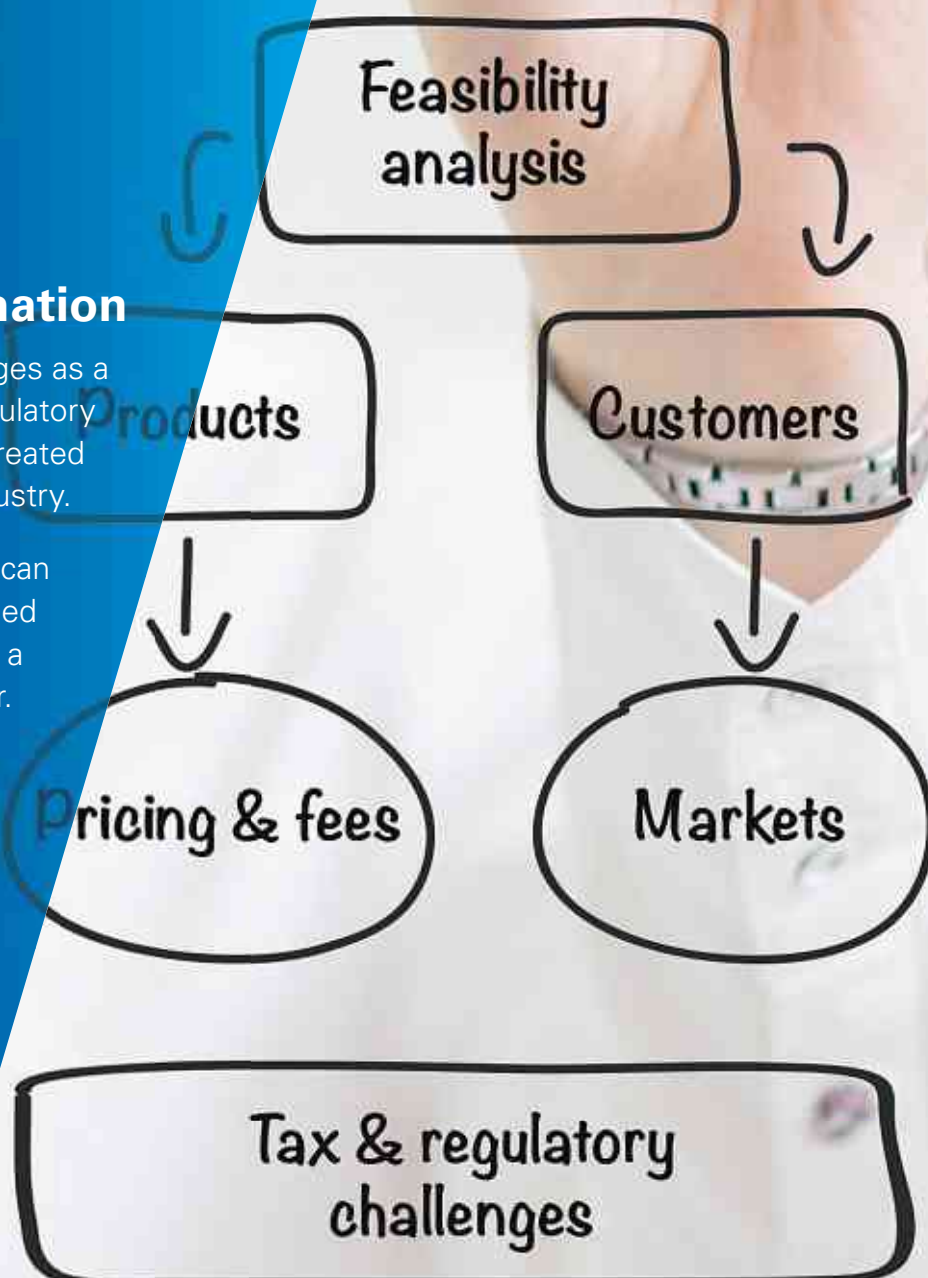 Feasibility
analysis
nation
ges as a
ulatory
reated
ustry.
can
ed
a
r.
Products
Customers
Pricing & fees
Markets
Tax & regulatory
challenges